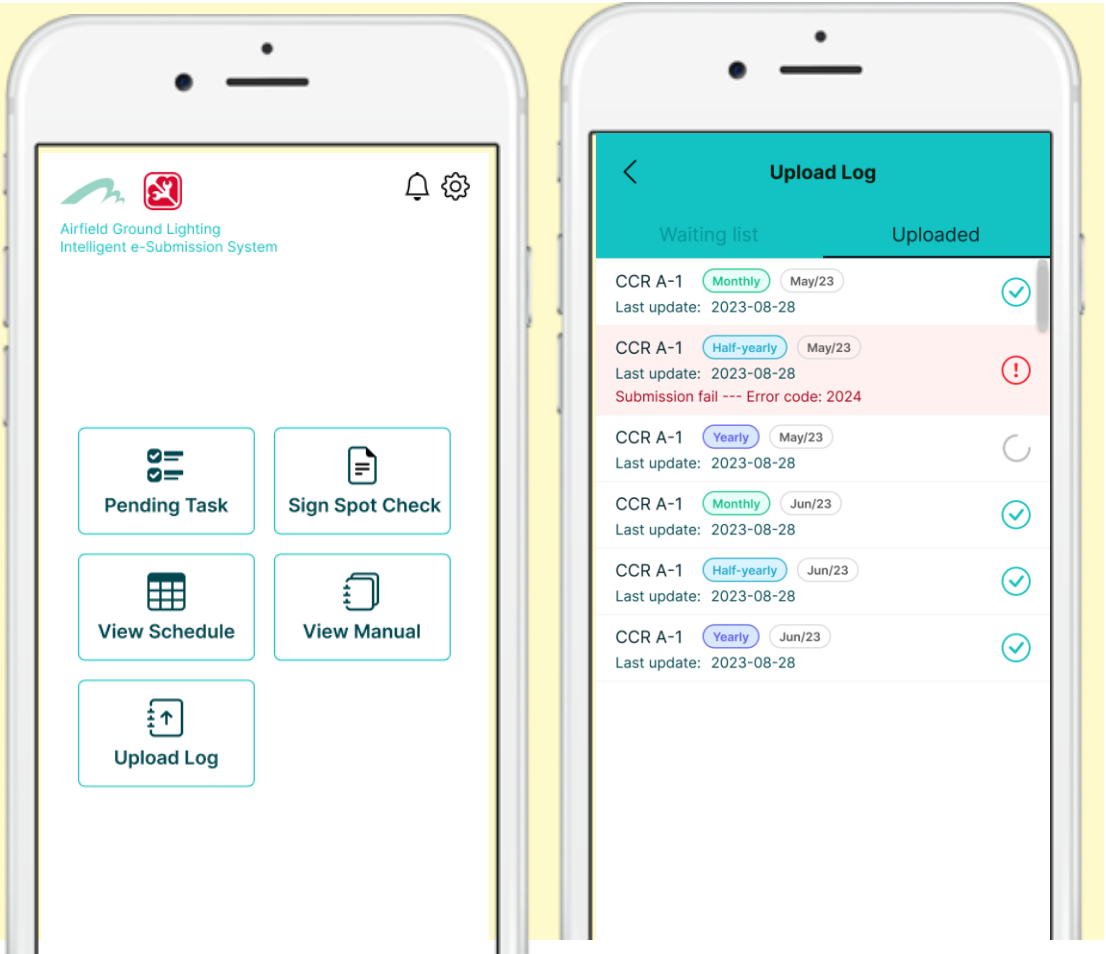 Airfield Ground Lighting
Intelligent e-Submission System
Pending Task
Sign Spot Check
View Schedule
View Manual
Upload Log
Upload Log
Waiting list
Uploaded
CCR A-1 Monthly May/23
Last update: 2023-08-28
CCR A-1 Half-yearly May/23
Last update: 2023-08-28
Submission fail --- Error code: 2024
CCR A-1 Yearly May/23
Last update: 2023-08-28
CCR A-1 Monthly Jun/23
Last update: 2023-08-28
CCR A-1 Half-yearly Jun/23
Last update: 2023-08-28
CCR A-1 Yearly Jun/23
Last update: 2023-08-28